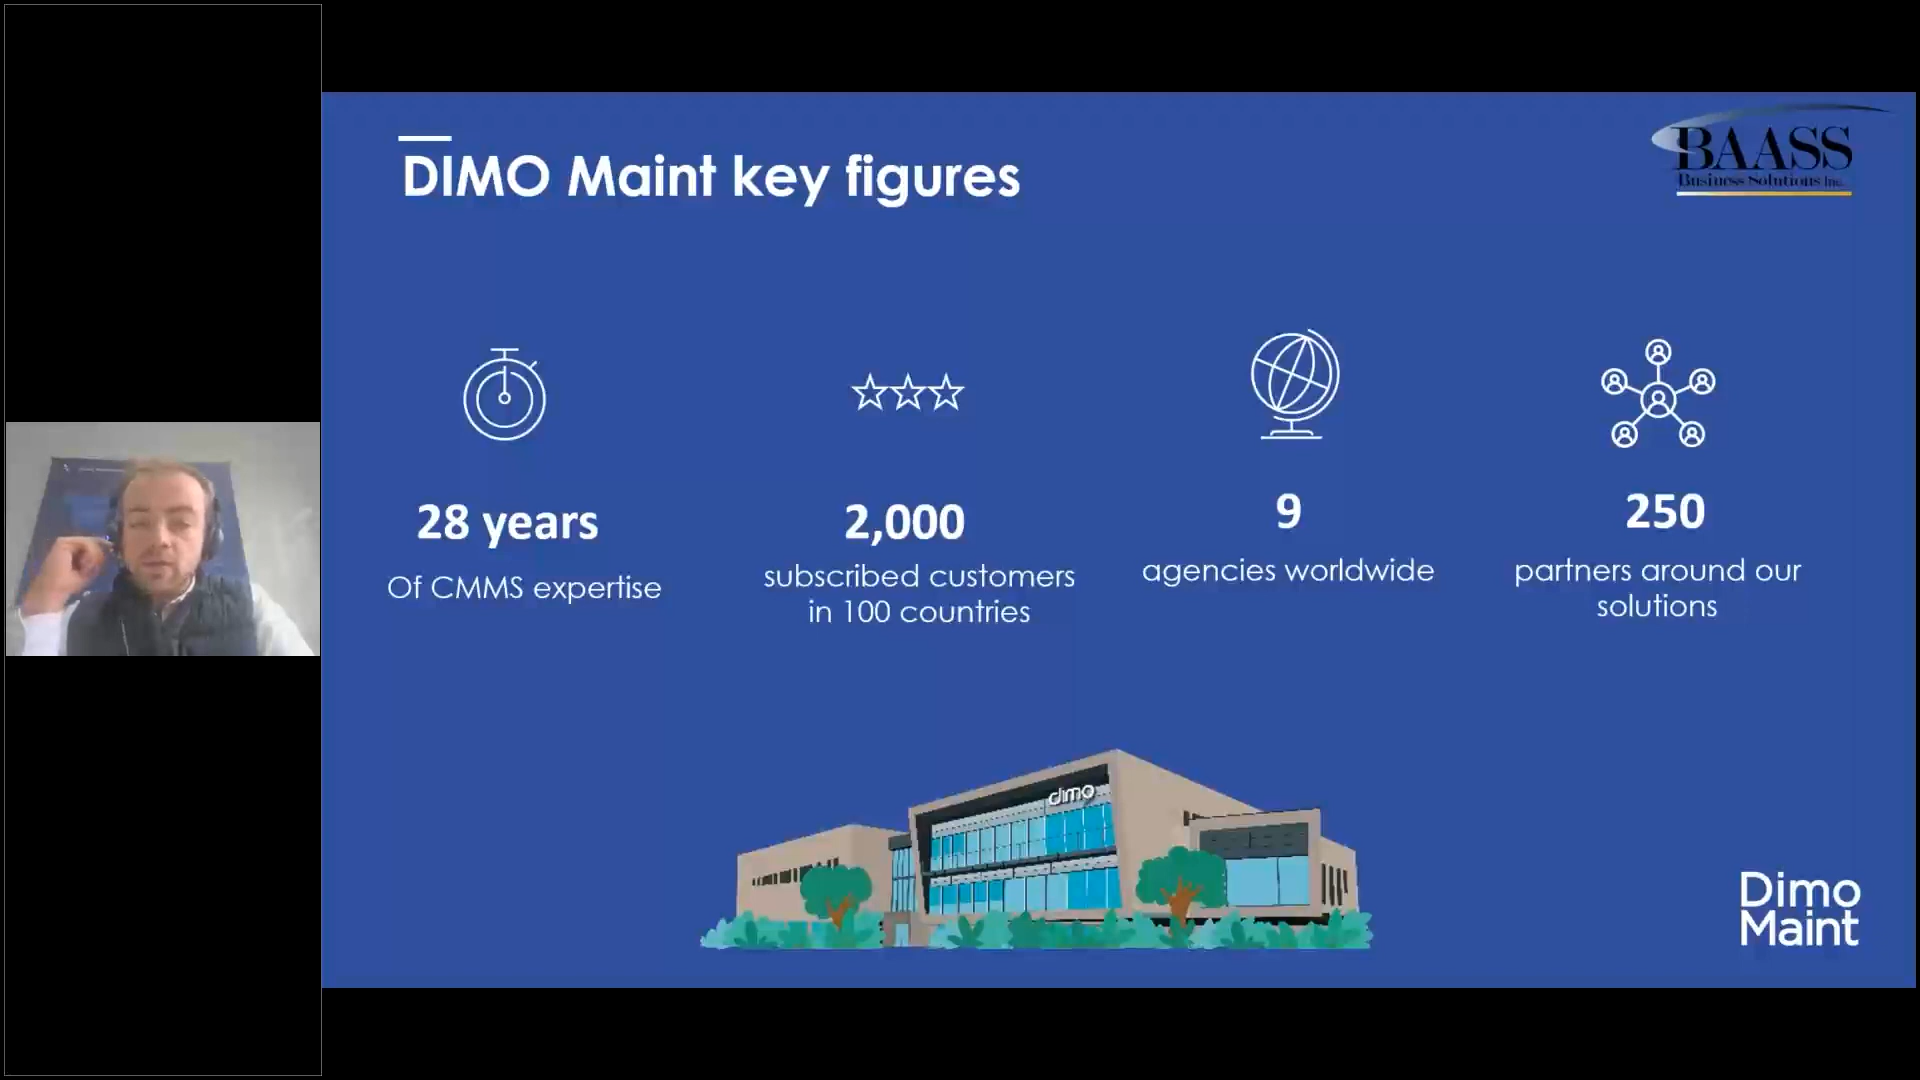 DIMO Maint key figures
BAASS
Business Solutions Inc.
28 years
Of CMMS expertise
2,000
subscribed customers
in 100 countries
9
agencies worldwide
250
partners around our
solutions
dimo
Dimo
Maint